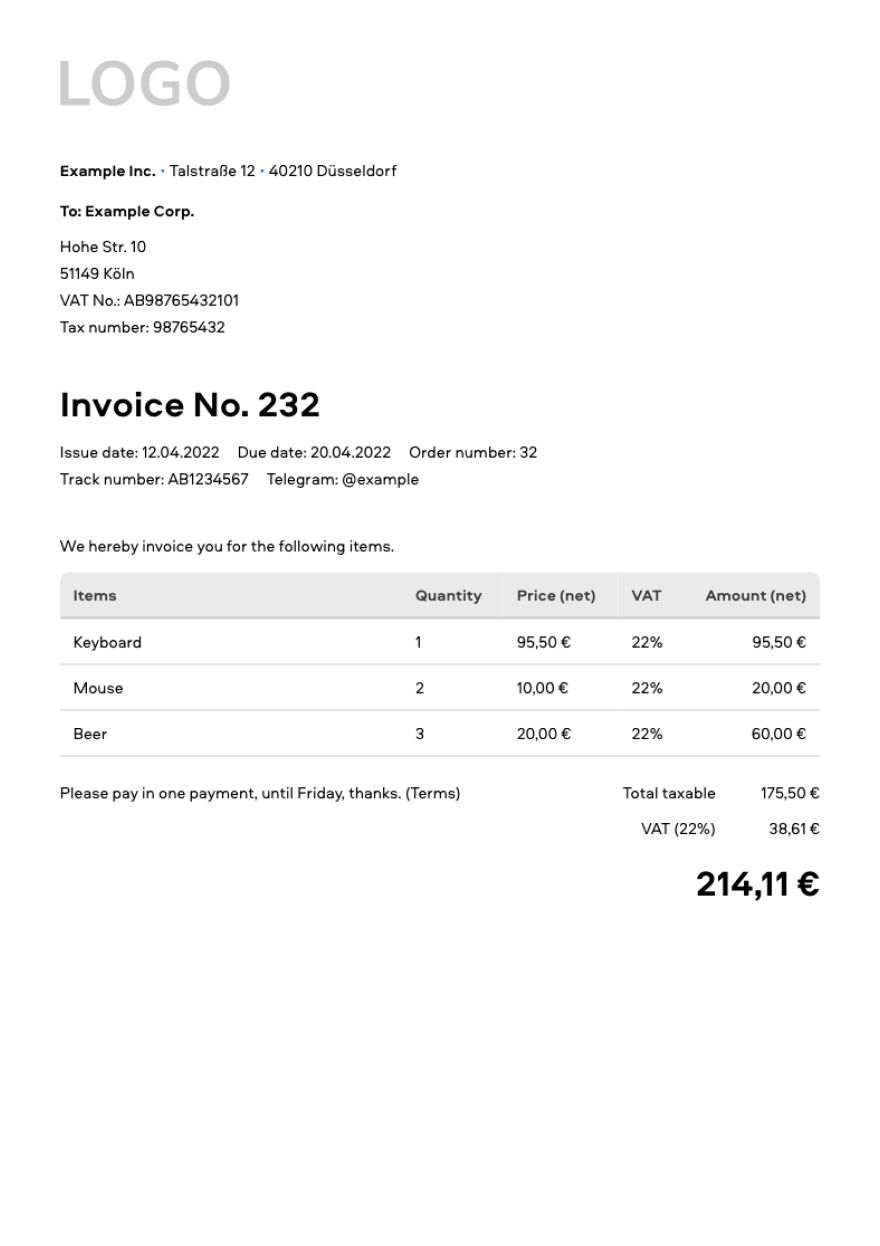 LOGO
Example Inc. · Talstraße 12 · 40210 Düsseldorf
To: Example Corp.
Hohe Str. 10
51149 Köln
VAT No.: AB98765432101
Tax number: 98765432
Invoice No. 232
Issue date: 12.04.2022 Due date: 20.04.2022 Order number: 32
Track number: AB1234567 Telegram: @example
We hereby invoice you for the following items.
Items Quantity Price (net) VAT Amount (net)
Keyboard 1 95,50 € 22% 95,50 €
Mouse 2 10,00 € 22% 20,00 €
Beer 3 20,00 € 22% 60,00 €
Please pay in one payment, until Friday, thanks. (Terms) Total taxable 175,50 €
VAT (22%) 38,61 €
214,11 €